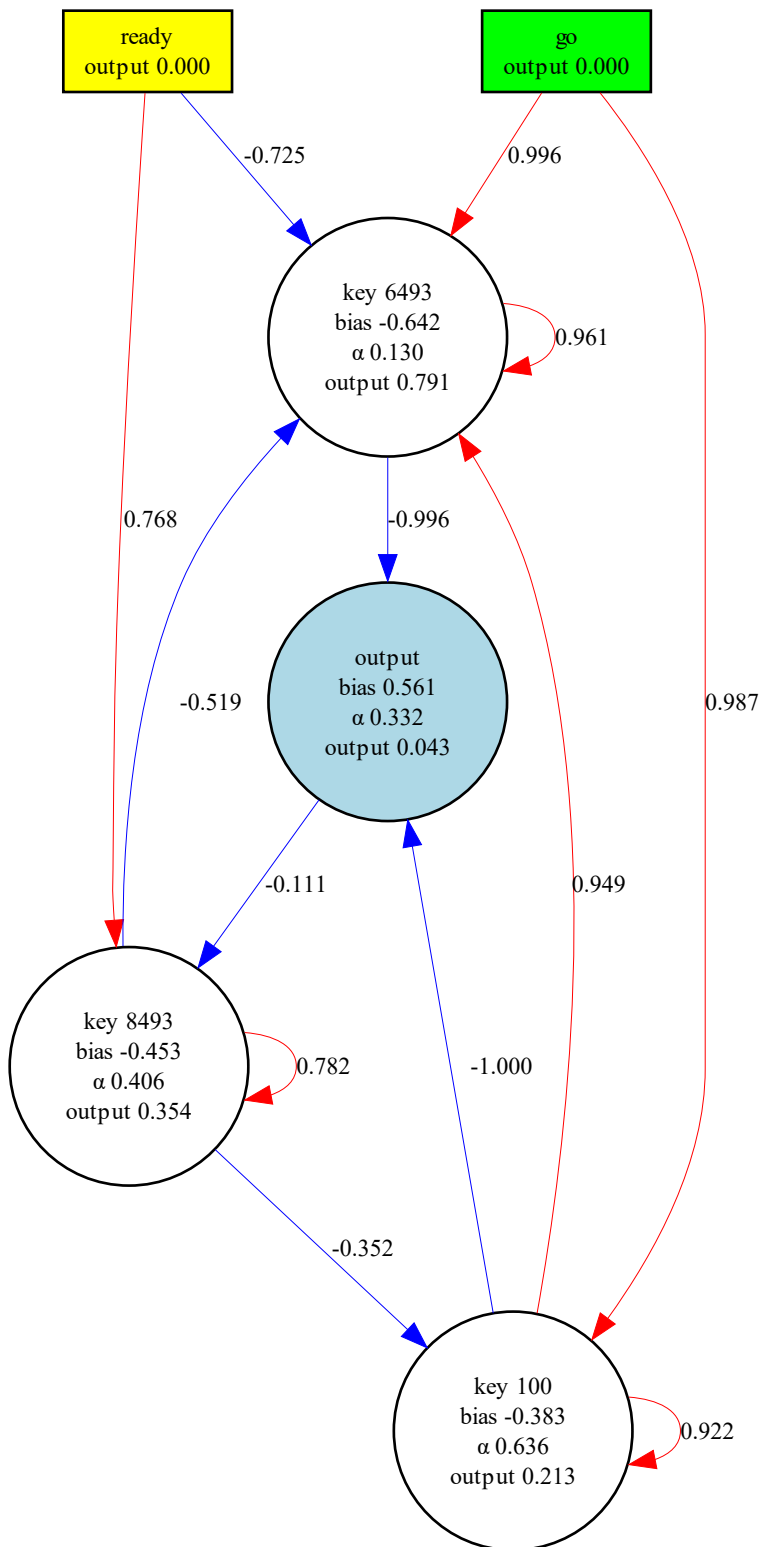 ready
output 0.000
go
output 0.000
-0.725
0.996
key 6493
bias -0.642
α 0.130
output 0.791
0.961
0.768
-0.996
-0.519
output
bias 0.561
α 0.332
output 0.043
0.987
-0.111
0.949
key 8493
bias -0.453
α 0.406
output 0.354
0.782
-1.000
-0.352
key 100
bias -0.383
α 0.636
output 0.213
0.922